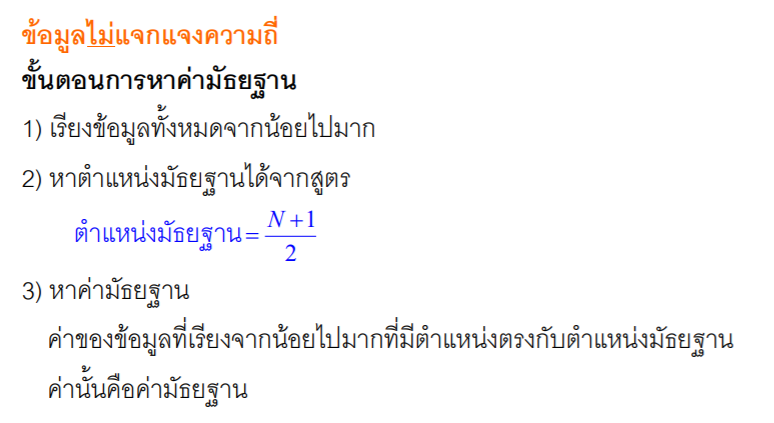 ข้อมูลไม่แจกแจงความถี่
ขั้นตอนการหาค่ามัธยฐาน
1) เรียงข้อมูลทั้งหมดจากน้อยไปมาก
2) หาตำแหน่งมัธยฐานได้จากสูตร
ตำแหน่งมัธยฐาน = \frac{N+1}{2}
3) หาค่ามัธยฐาน
ค่าของข้อมูลที่เรียงจากน้อยไปมากที่มีตำแหน่งตรงกับตำแหน่งมัธยฐาน
ค่านั้นคือค่ามัธยฐาน